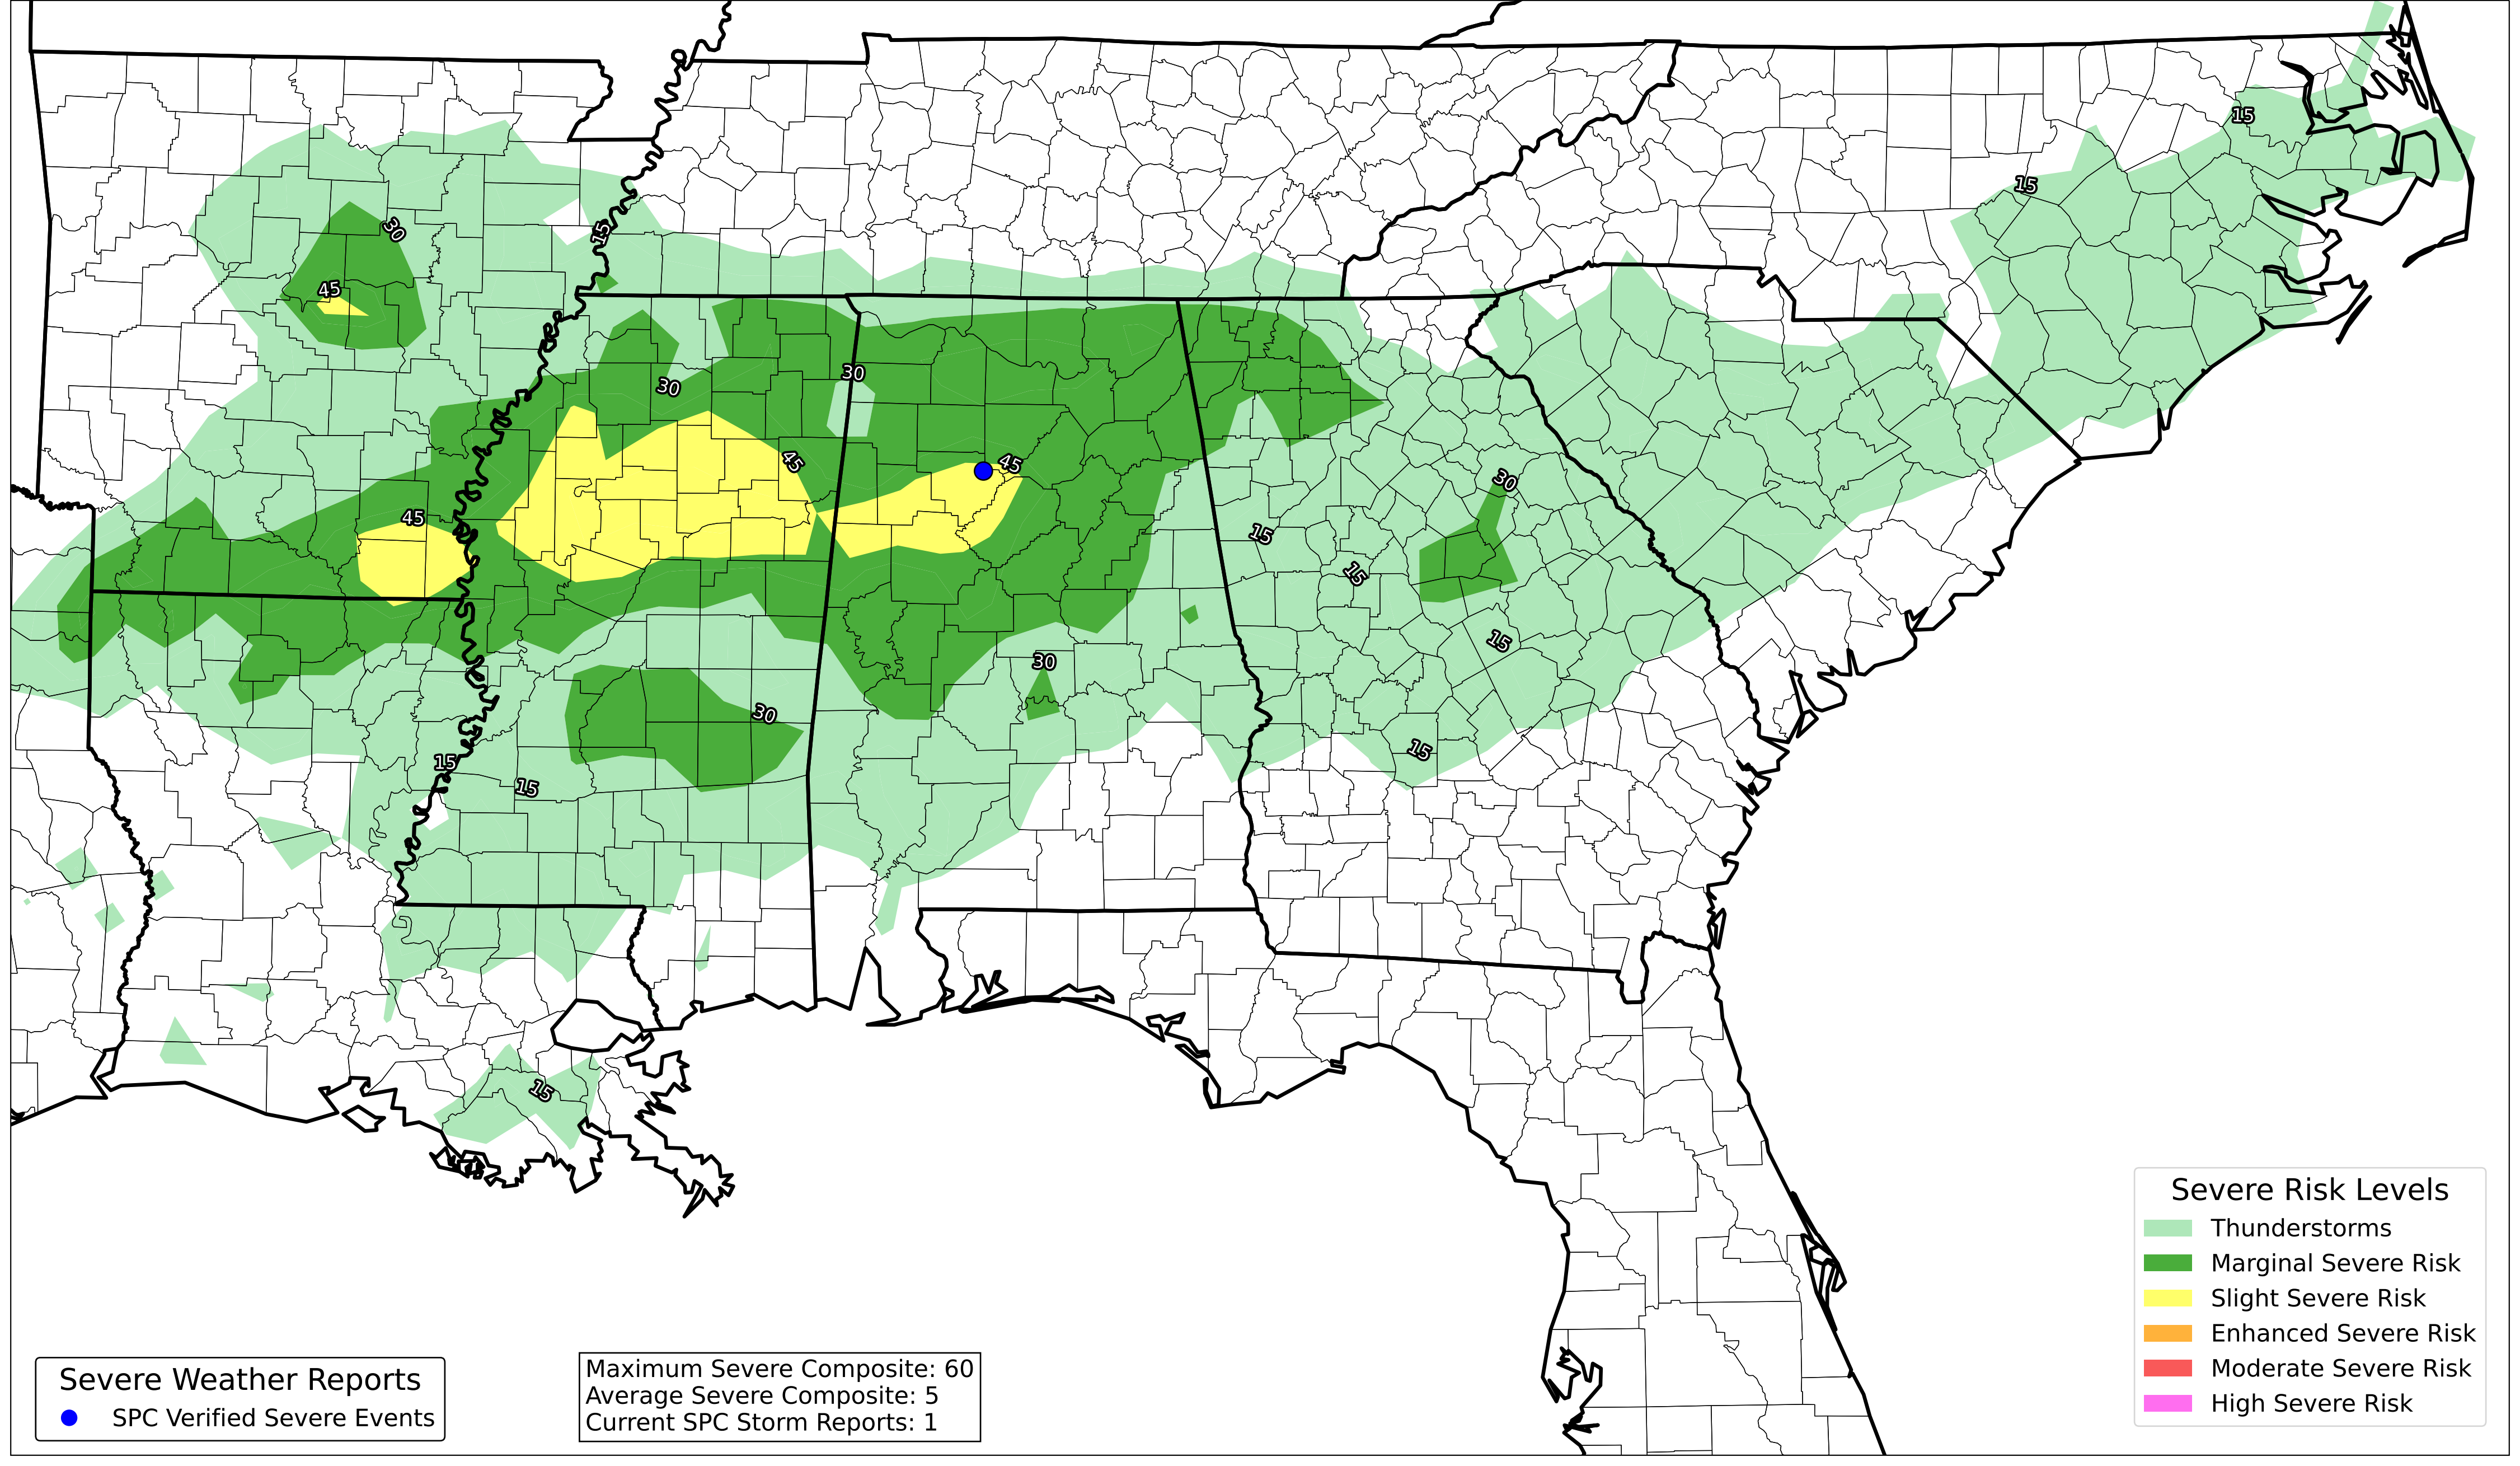 15
15
30
15
45
30
30
45
45
30
45
15
15
15
30
30
15
15
15
15
Severe Risk Levels
Thunderstorms
Marginal Severe Risk
Slight Severe Risk
Enhanced Severe Risk
Moderate Severe Risk
High Severe Risk
Severe Weather Reports
SPC Verified Severe Events
Maximum Severe Composite: 60
Average Severe Composite: 5
Current SPC Storm Reports: 1